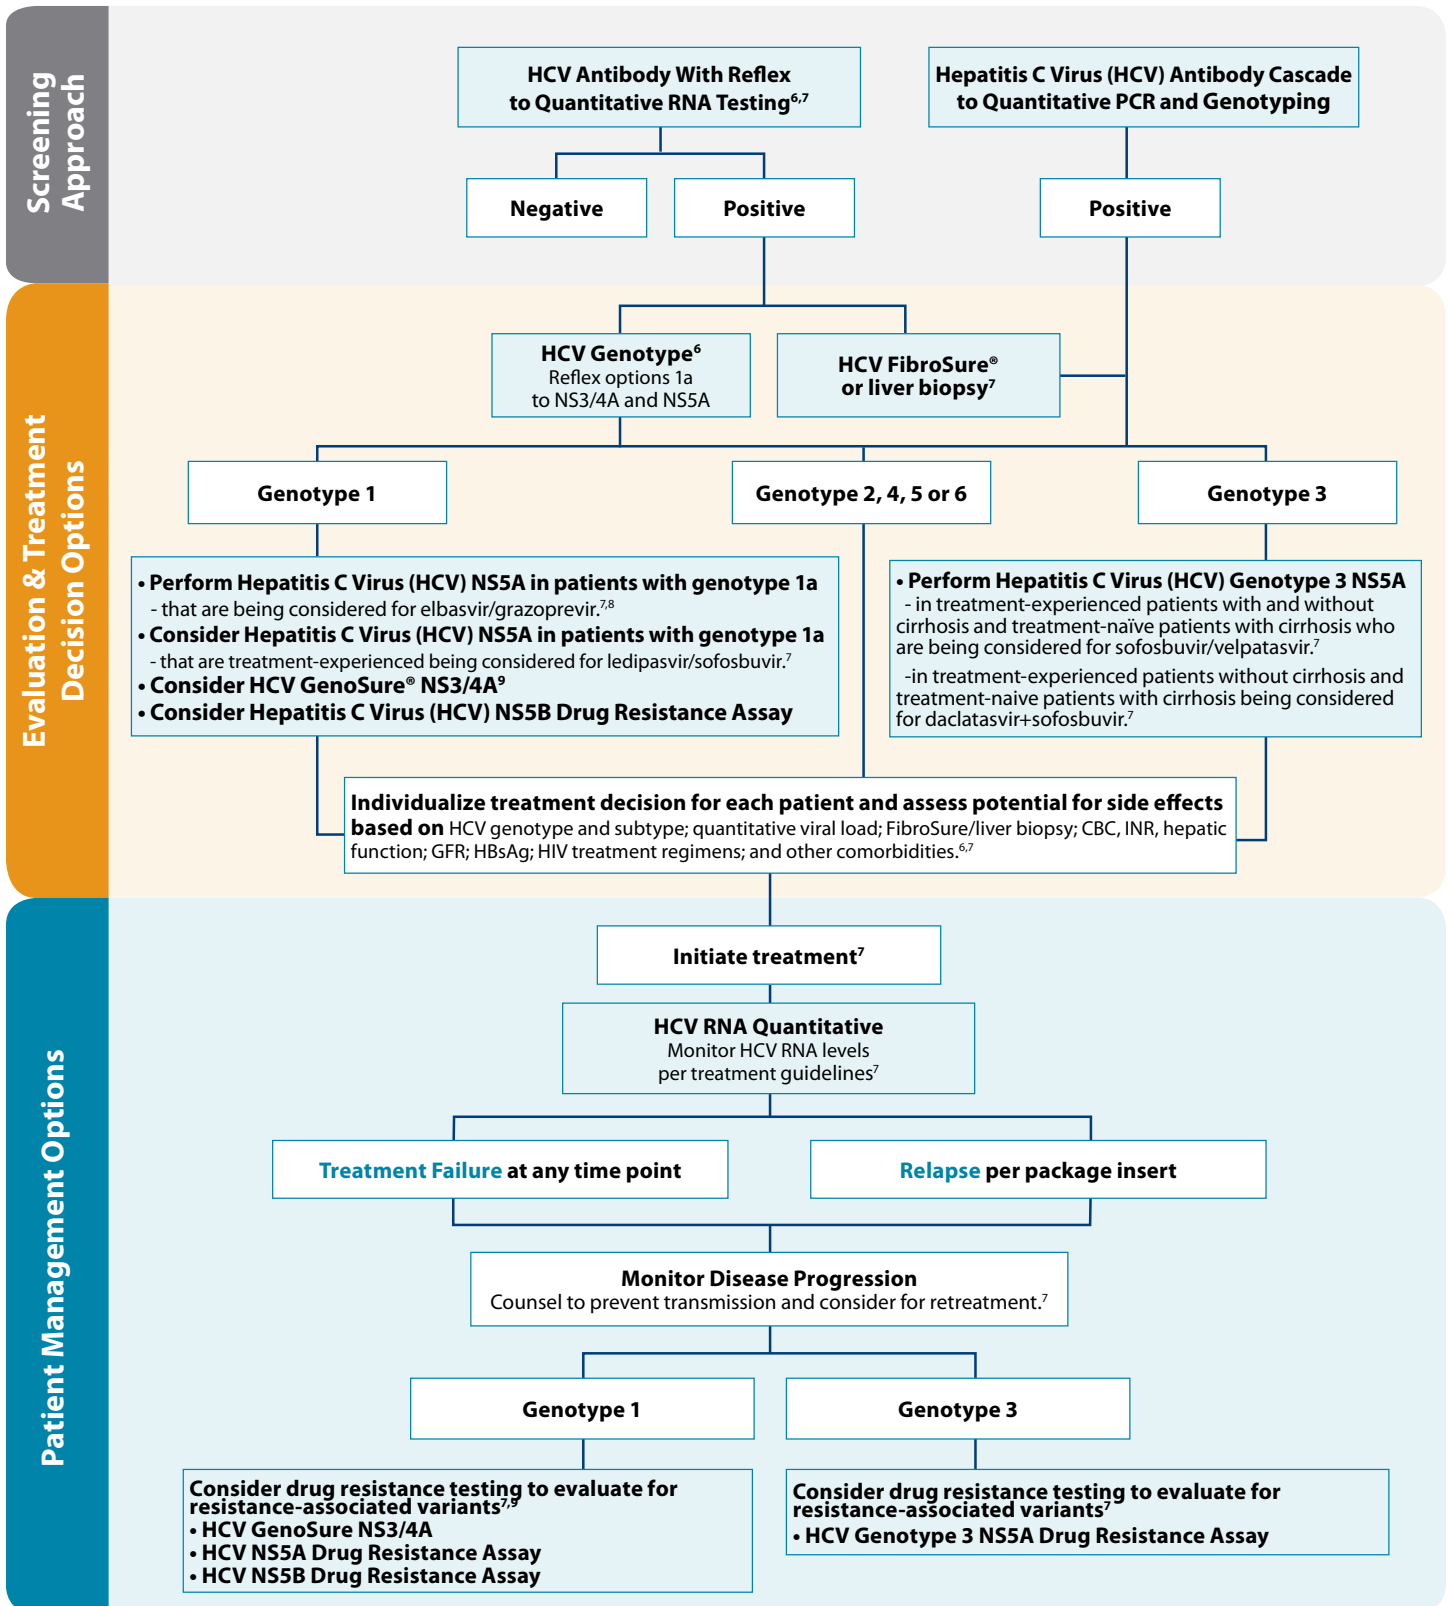 Screening
Approach
HCV Antibody With Reflex
to Quantitative RNA Testing6,7
Hepatitis C Virus (HCV) Antibody Cascade
to Quantitative PCR and Genotyping
Negative
Positive
Positive
Evaluation & Treatment
Decision Options
HCV Genotype6
Reflex options 1a
to NS3/4A and NS5A
HCV FibroSure®
or liver biopsy7
Genotype 1
Genotype 2, 4, 5 or 6
Genotype 3
• Perform Hepatitis C Virus (HCV) NS5A in patients with genotype 1a
- that are being considered for elbasvir/grazoprevir.7,8
• Consider Hepatitis C Virus (HCV) NS5A in patients with genotype 1a
- that are treatment-experienced being considered for ledipasvir/sofosbuvir.7
• Consider HCV GenoSure® NS3/4A9
• Consider Hepatitis C Virus (HCV) NS5B Drug Resistance Assay
• Perform Hepatitis C Virus (HCV) Genotype 3 NS5A
- in treatment-experienced patients with and without
cirrhosis and treatment-naïve patients with cirrhosis who
are being considered for sofosbuvir/velpatasvir.7
-in treatment-experienced patients without cirrhosis and
treatment-naive patients with cirrhosis being considered
for daclatasvir+sofosbuvir.7
Individualize treatment decision for each patient and assess potential for side effects
based on HCV genotype and subtype; quantitative viral load; FibroSure/liver biopsy; CBC, INR, hepatic
function; GFR; HBsAg; HIV treatment regimens; and other comorbidities.6,7
Patient Management Options
Initiate treatment7
HCV RNA Quantitative
Monitor HCV RNA levels
per treatment guidelines7
Treatment Failure at any time point
Relapse per package insert
Monitor Disease Progression
Counsel to prevent transmission and consider for retreatment.7
Genotype 1
Genotype 3
Consider drug resistance testing to evaluate for
resistance-associated variants7,9
• HCV GenoSure NS3/4A
• HCV NS5A Drug Resistance Assay
• HCV NS5B Drug Resistance Assay
Consider drug resistance testing to evaluate for
resistance-associated variants7
• HCV Genotype 3 NS5A Drug Resistance Assay